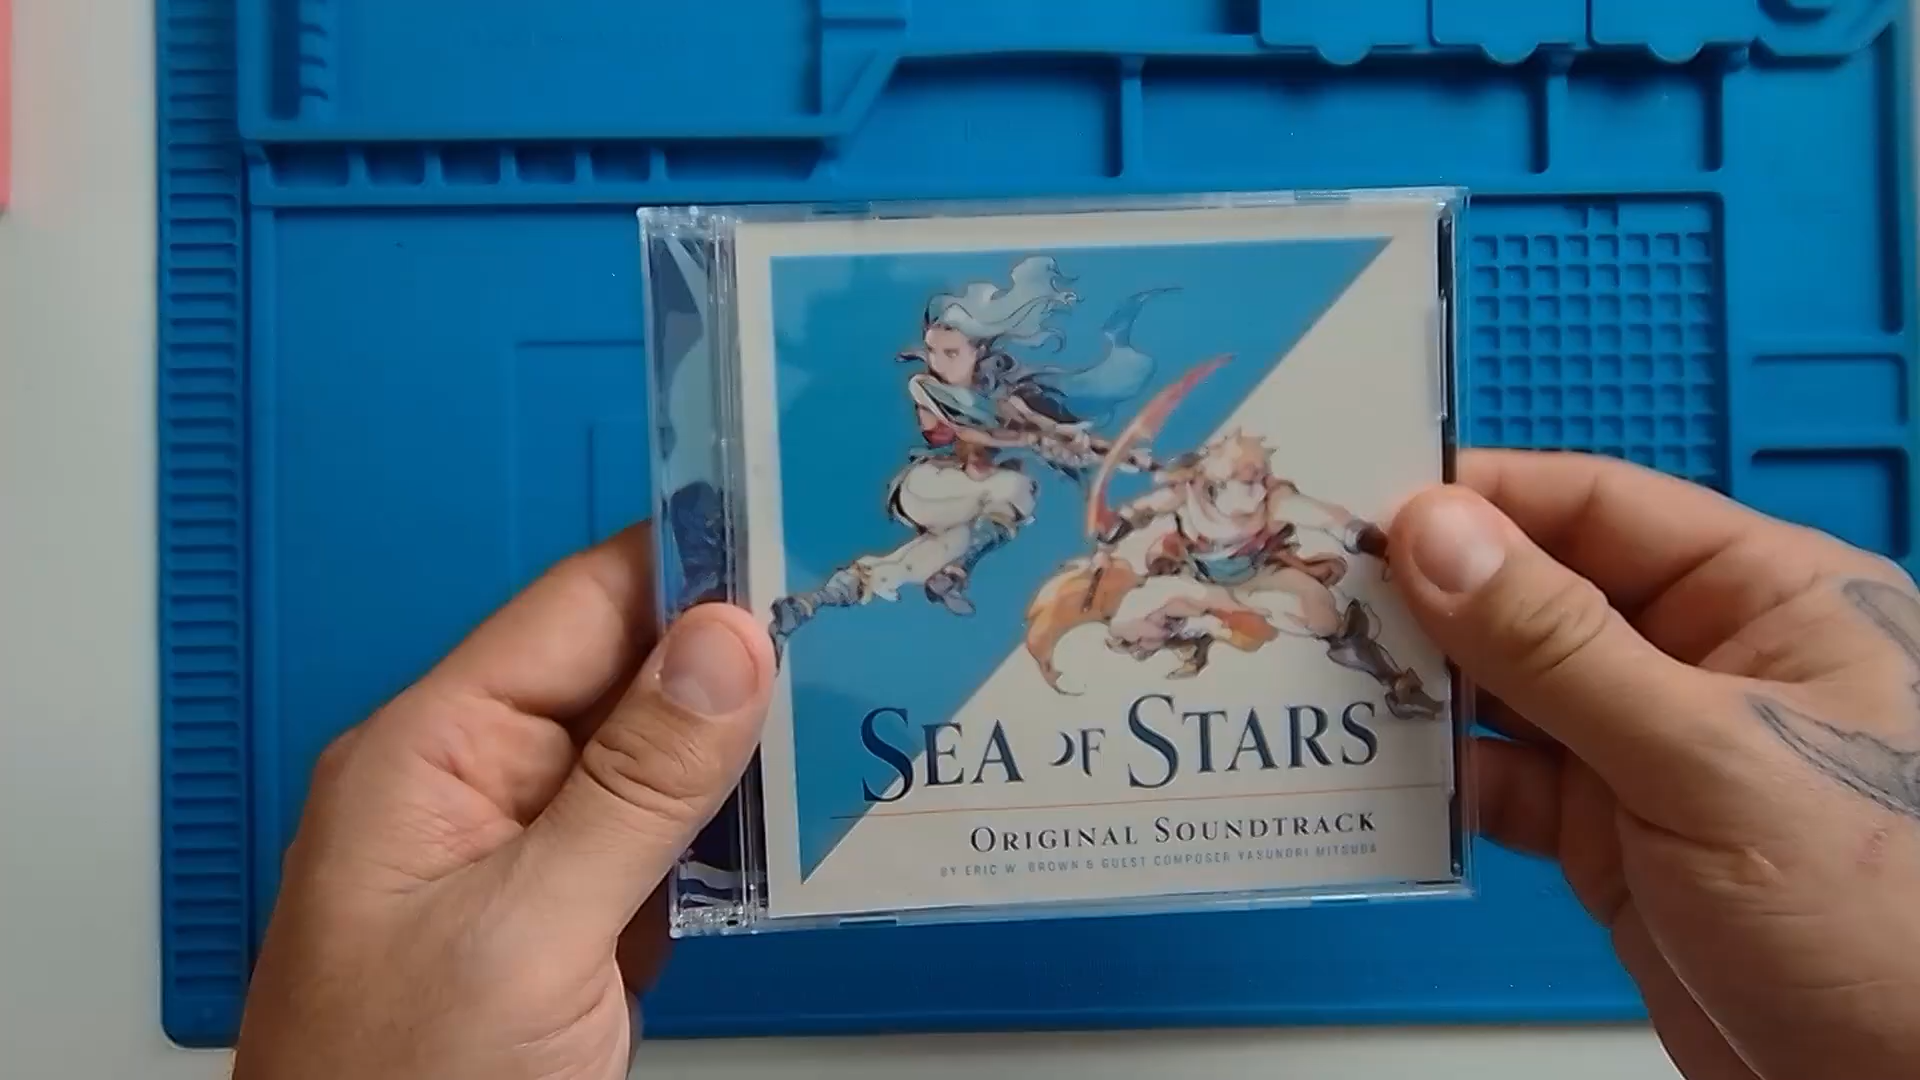 SEA OF STARS
ORIGINAL SOUNDTRACK
BY ERIC W. BROWN & GUEST COMPOSER YASUNORI MITSUDA